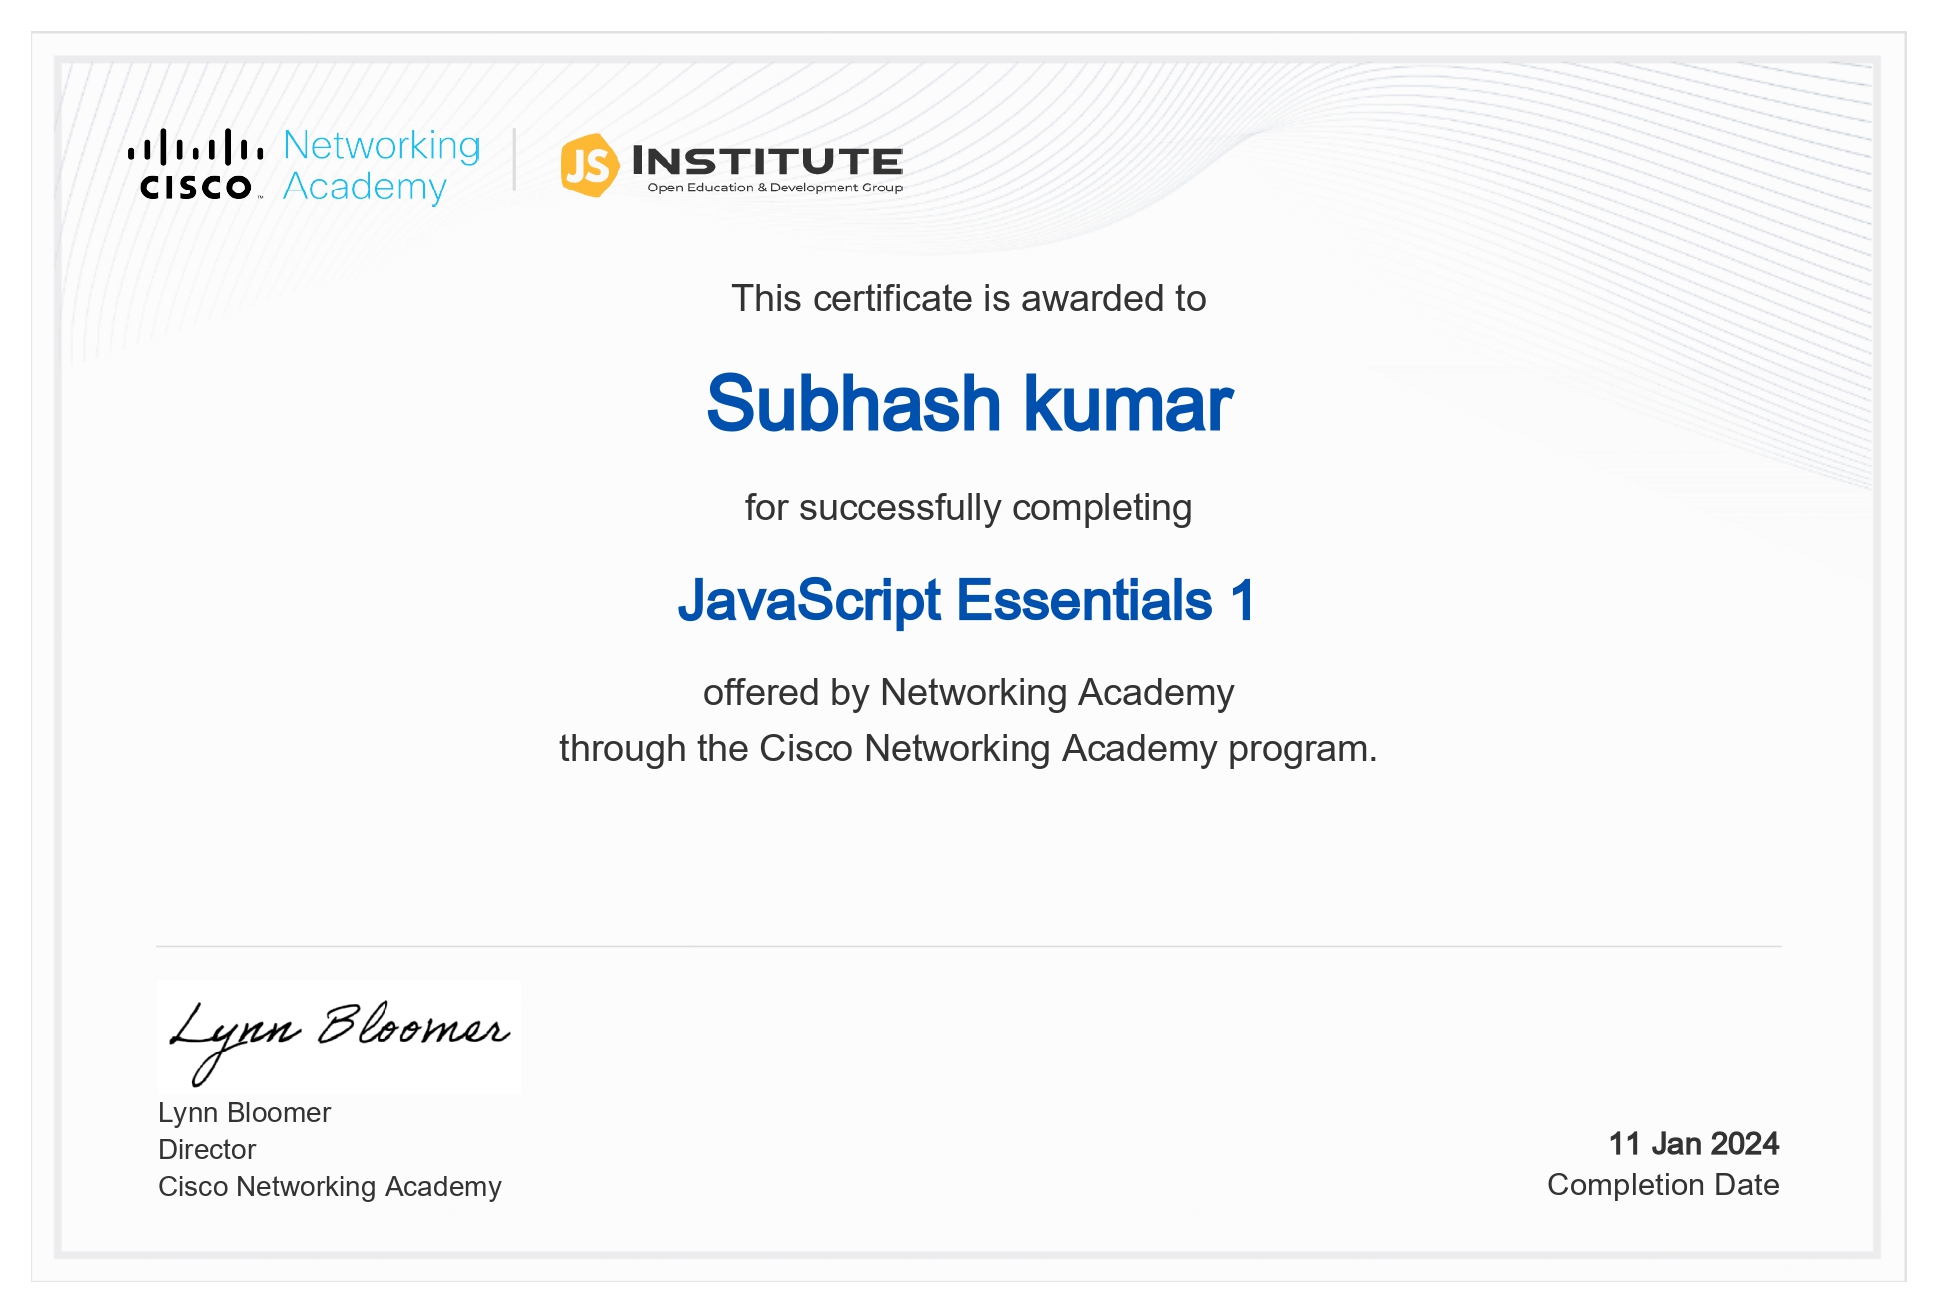 CISCO™ Networking Academy
JS INSTITUTE
Open Education & Development Group
This certificate is awarded to
Subhash kumar
for successfully completing
JavaScript Essentials 1
offered by Networking Academy
through the Cisco Networking Academy program.
Lynn Bloomer
Lynn Bloomer
Director
Cisco Networking Academy
11 Jan 2024
Completion Date